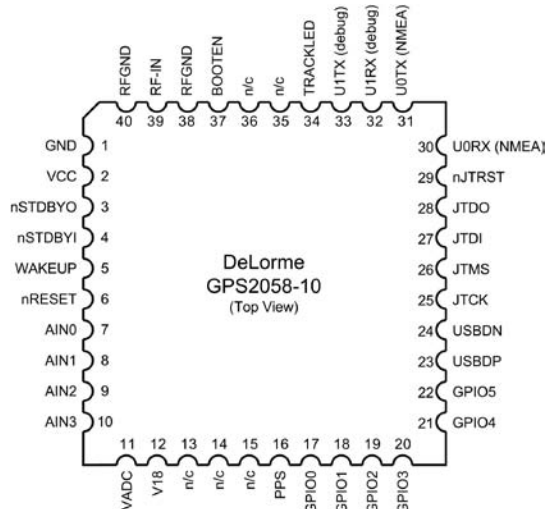 RFGND
RF-IN
RFGND
BOOTEN
n/c
n/c
TRACKLED
U1TX (debug)
U1RX (debug)
U0TX (NMEA)
40 39 38 37 36 35 34 33 32 31
GND 1
VCC 2
nSTDBYO 3
nSTDBYI 4
WAKEUP 5
nRESET 6
AIN0 7
AIN1 8
AIN2 9
AIN3 10
DeLorme
GPS2058-10
(Top View)
30 U0RX (NMEA)
29 nJTRST
28 JTDO
27 JTDI
26 JTMS
25 JTCK
24 USBDN
23 USBDP
22 GPIO5
21 GPIO4
11 12 13 14 15 16 17 18 19 20
VADC
V18
n/c
n/c
n/c
PPS
GPIO0
GPIO1
GPIO2
GPIO3